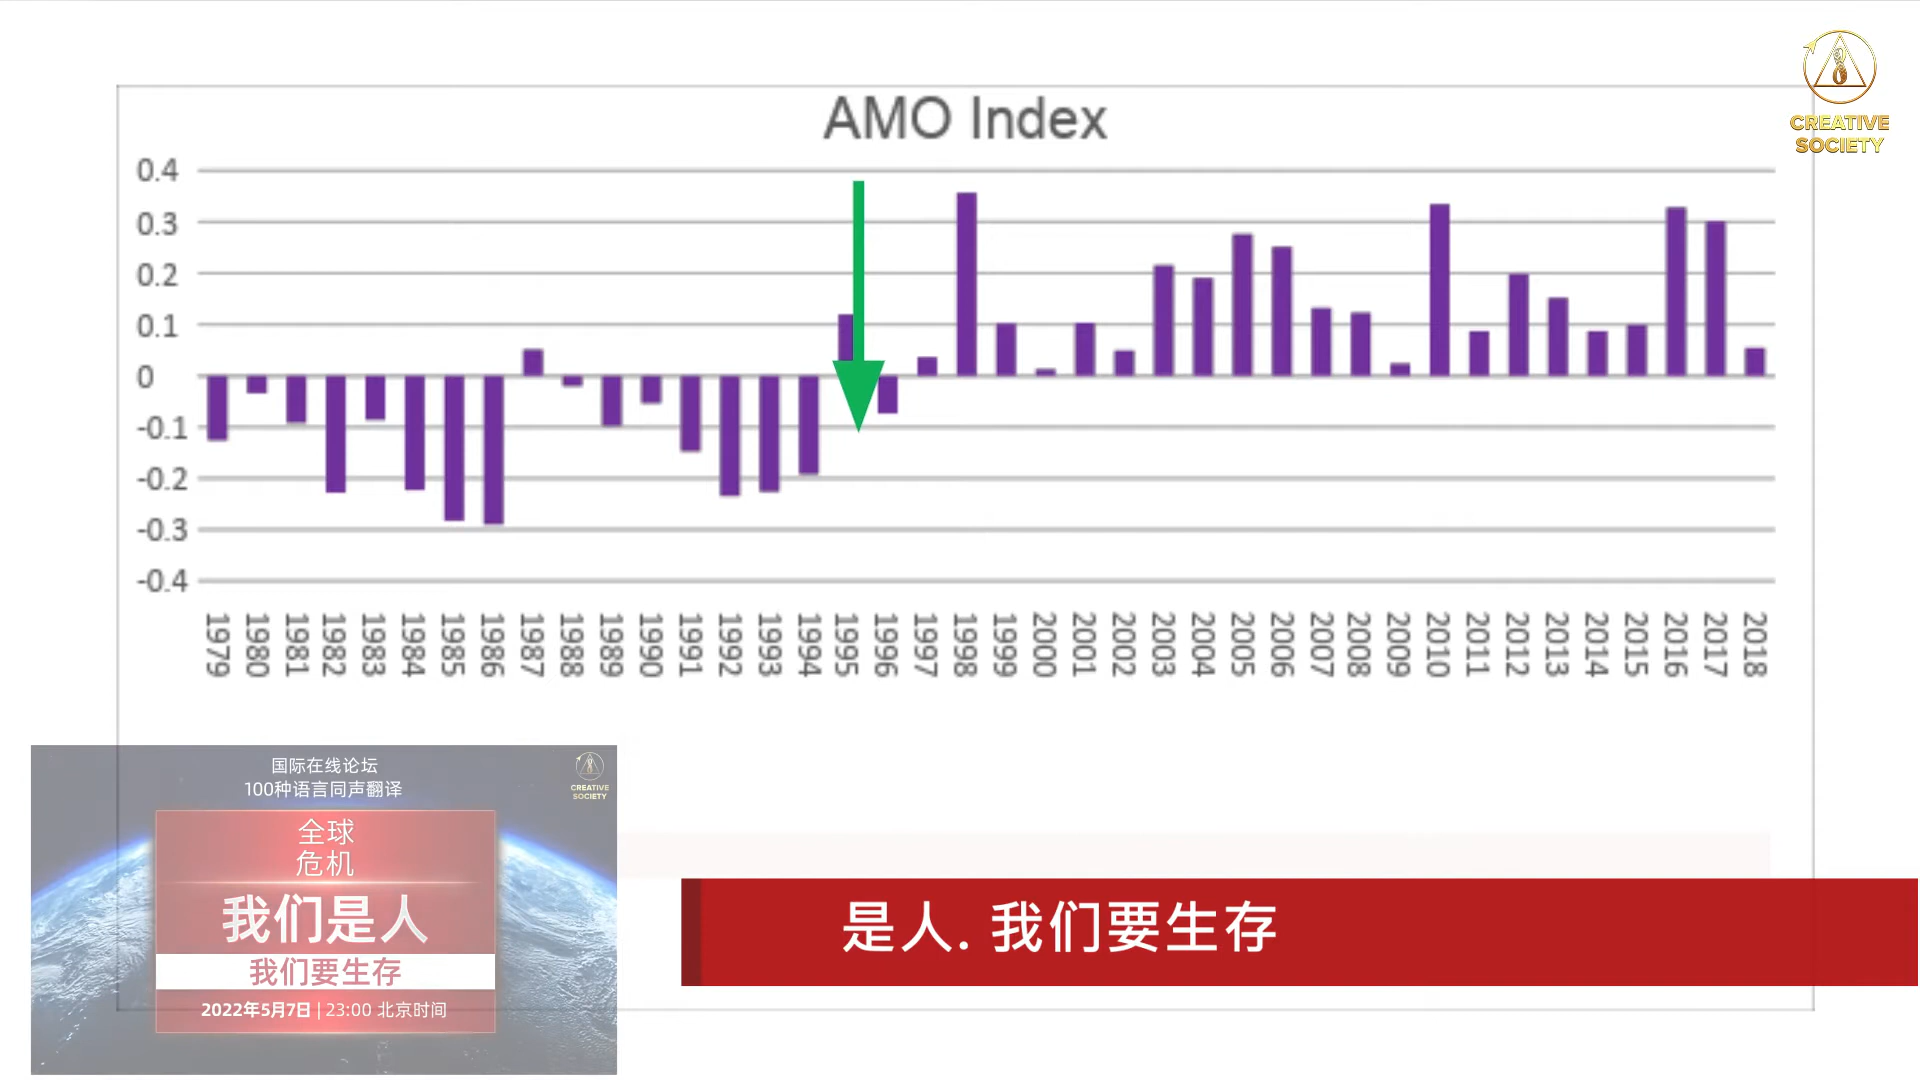 AMO Index
CREATIVE
SOCIETY
0.4
0.3
0.2
0.1
0
-0.1
-0.2
-0.3
-0.4
1979 1980 1981 1982 1983 1984 1985 1986 1987 1988 1989 1990 1991 1992 1993 1994 1995 1996 1997 1998 1999 2000 2001 2002 2003 2004 2005 2006 2007 2008 2009 2010 2011 2012 2013 2014 2015 2016 2017 2018
国际在线论坛
100种语言同声翻译
CREATIVE
SOCIETY
全球
危机
我们是人
我们要生存
2022年5月7日 | 23:00 北京时间
是人. 我们要生存